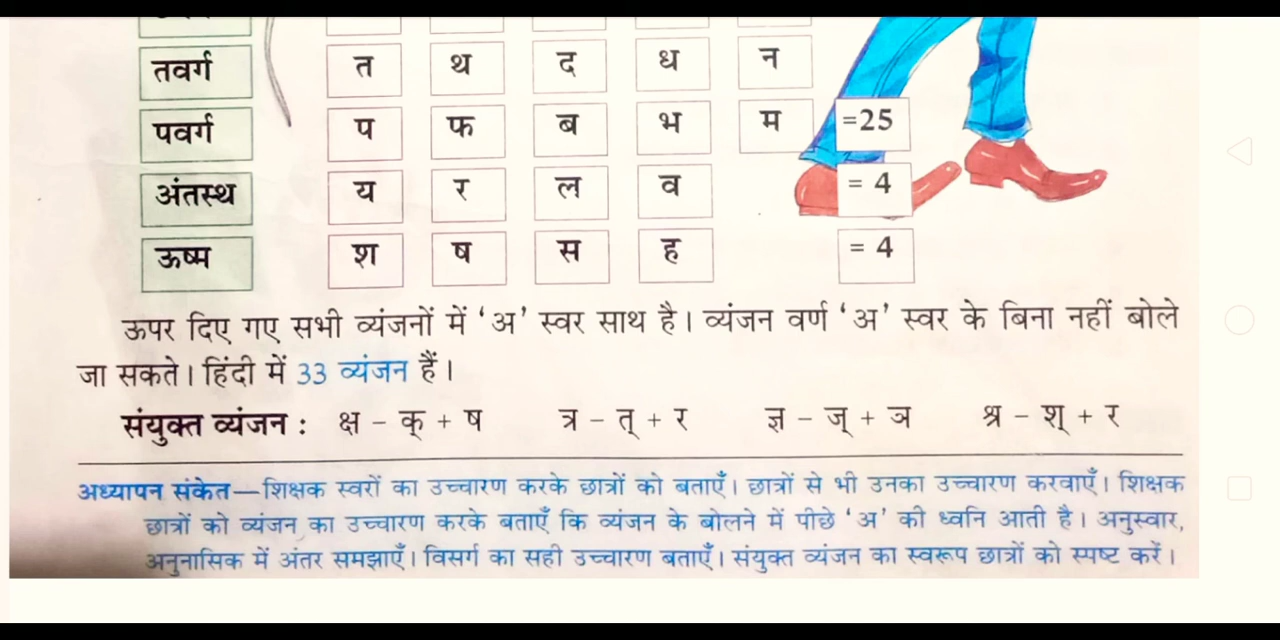 तवर्ग त थ द ध न
पवर्ग प फ ब भ म =25
अंतस्थ य र ल व = 4
ऊष्म श ष स ह = 4
ऊपर दिए गए सभी व्यंजनों में ‘अ’ स्वर साथ है। व्यंजन वर्ण ‘अ’ स्वर के बिना नहीं बोले
जा सकते। हिंदी में 33 व्यंजन हैं।
संयुक्त व्यंजन : क्ष – क् + ष त्र – त् + र ज्ञ – ज् + ञ श्र – श् + र
अध्यापन संकेत—शिक्षक स्वरों का उच्चारण करके छात्रों को बताएँ। छात्रों से भी उनका उच्चारण करवाएँ। शिक्षक
छात्रों को व्यंजन का उच्चारण करके बताएँ कि व्यंजन के बोलने में पीछे ‘अ’ की ध्वनि आती है। अनुस्वार,
अनुनासिक में अंतर समझाएँ। विसर्ग का सही उच्चारण बताएँ। संयुक्त व्यंजन का स्वरूप छात्रों को स्पष्ट करें।